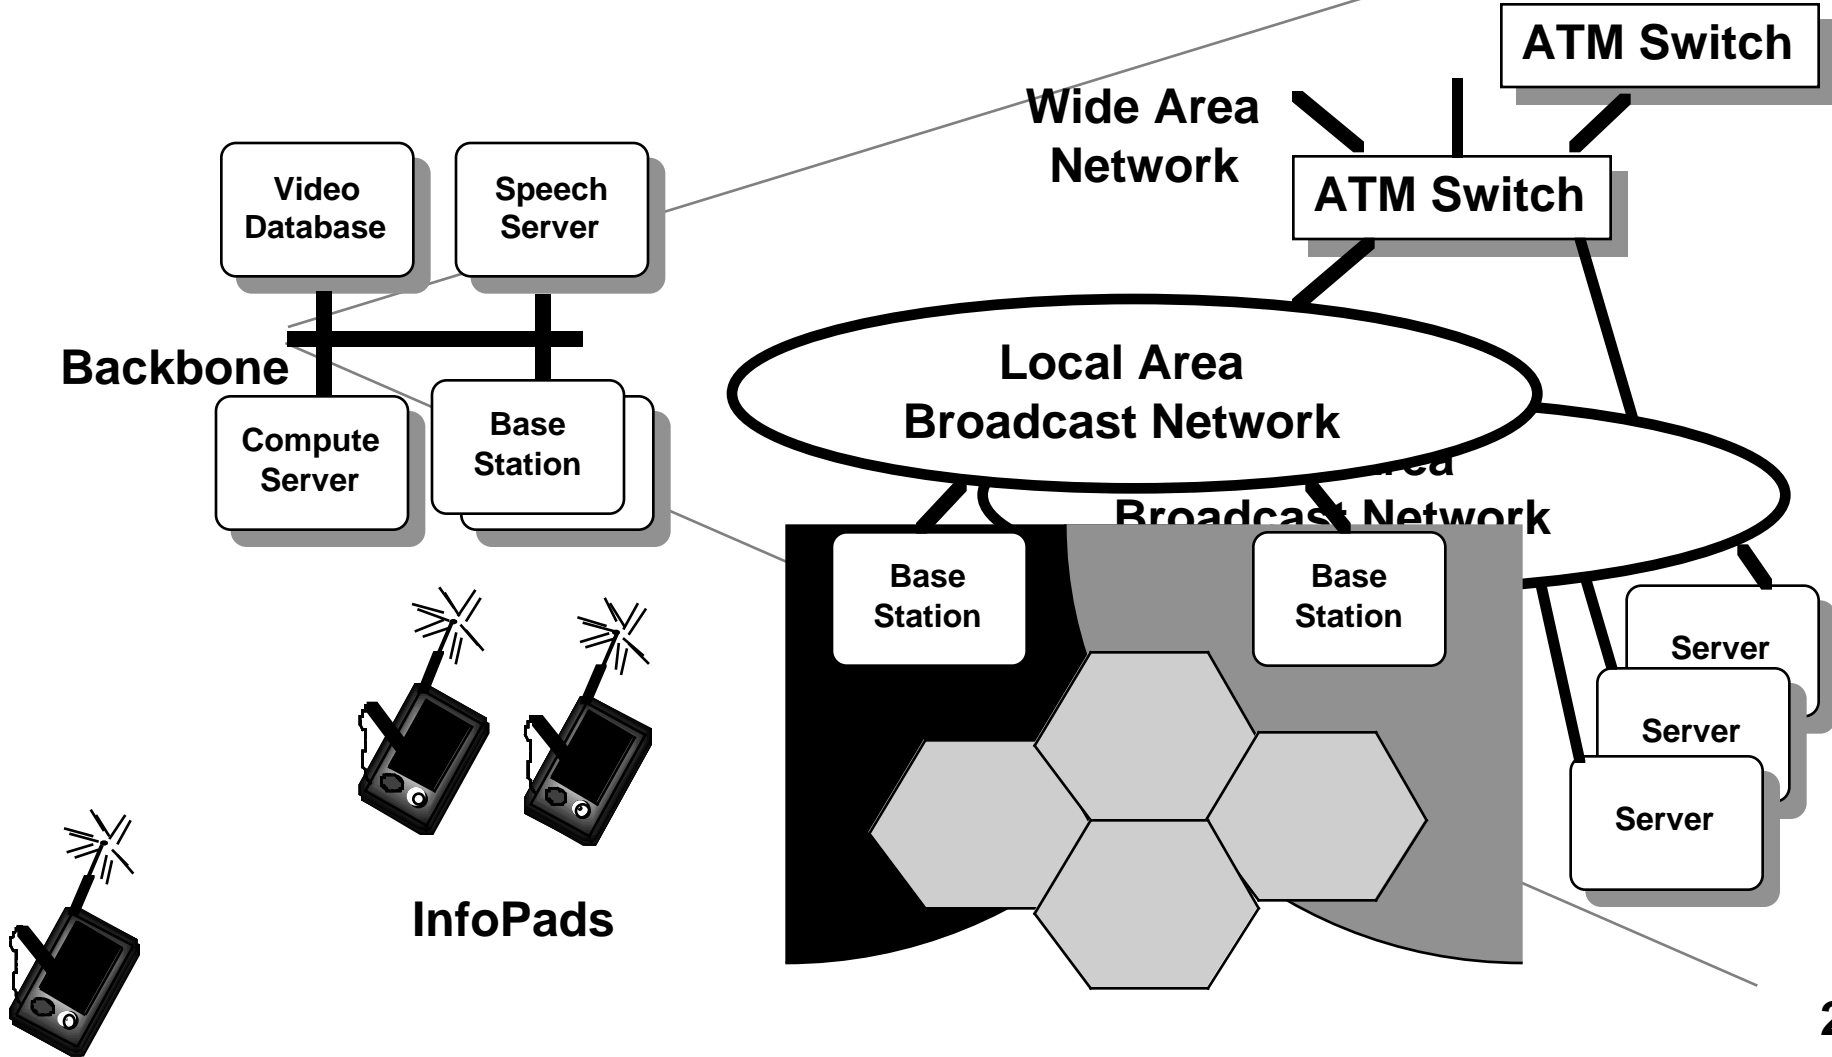 ATM Switch
Wide Area
Network
ATM Switch
Video
Database
Speech
Server
Backbone
Compute
Server
Base
Station
Local Area
Broadcast Network
Broadcast Network
Base
Station
Base
Station
Server
Server
Server
InfoPads
2